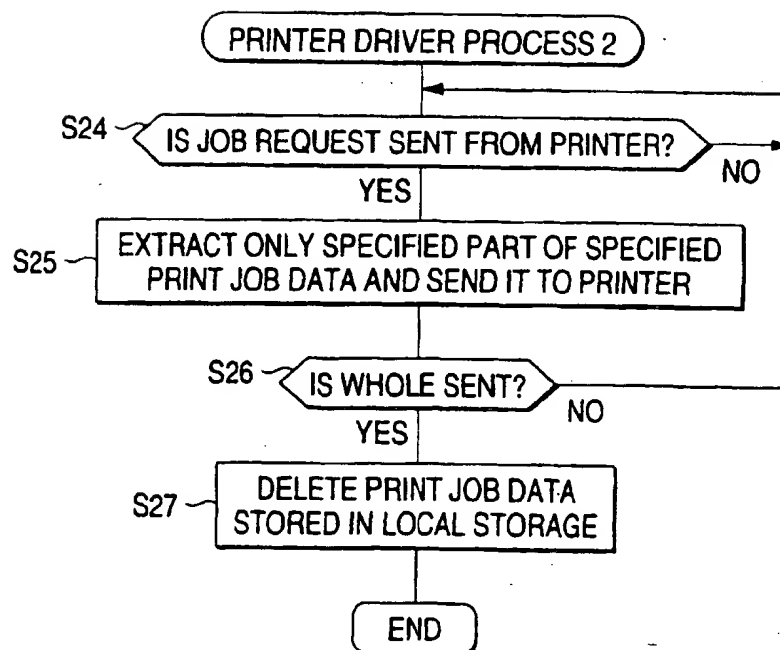 PRINTER DRIVER PROCESS 2
S24
IS JOB REQUEST SENT FROM PRINTER?
NO
YES
S25
EXTRACT ONLY SPECIFIED PART OF SPECIFIED
PRINT JOB DATA AND SEND IT TO PRINTER
S26
IS WHOLE SENT?
NO
YES
S27
DELETE PRINT JOB DATA
STORED IN LOCAL STORAGE
END